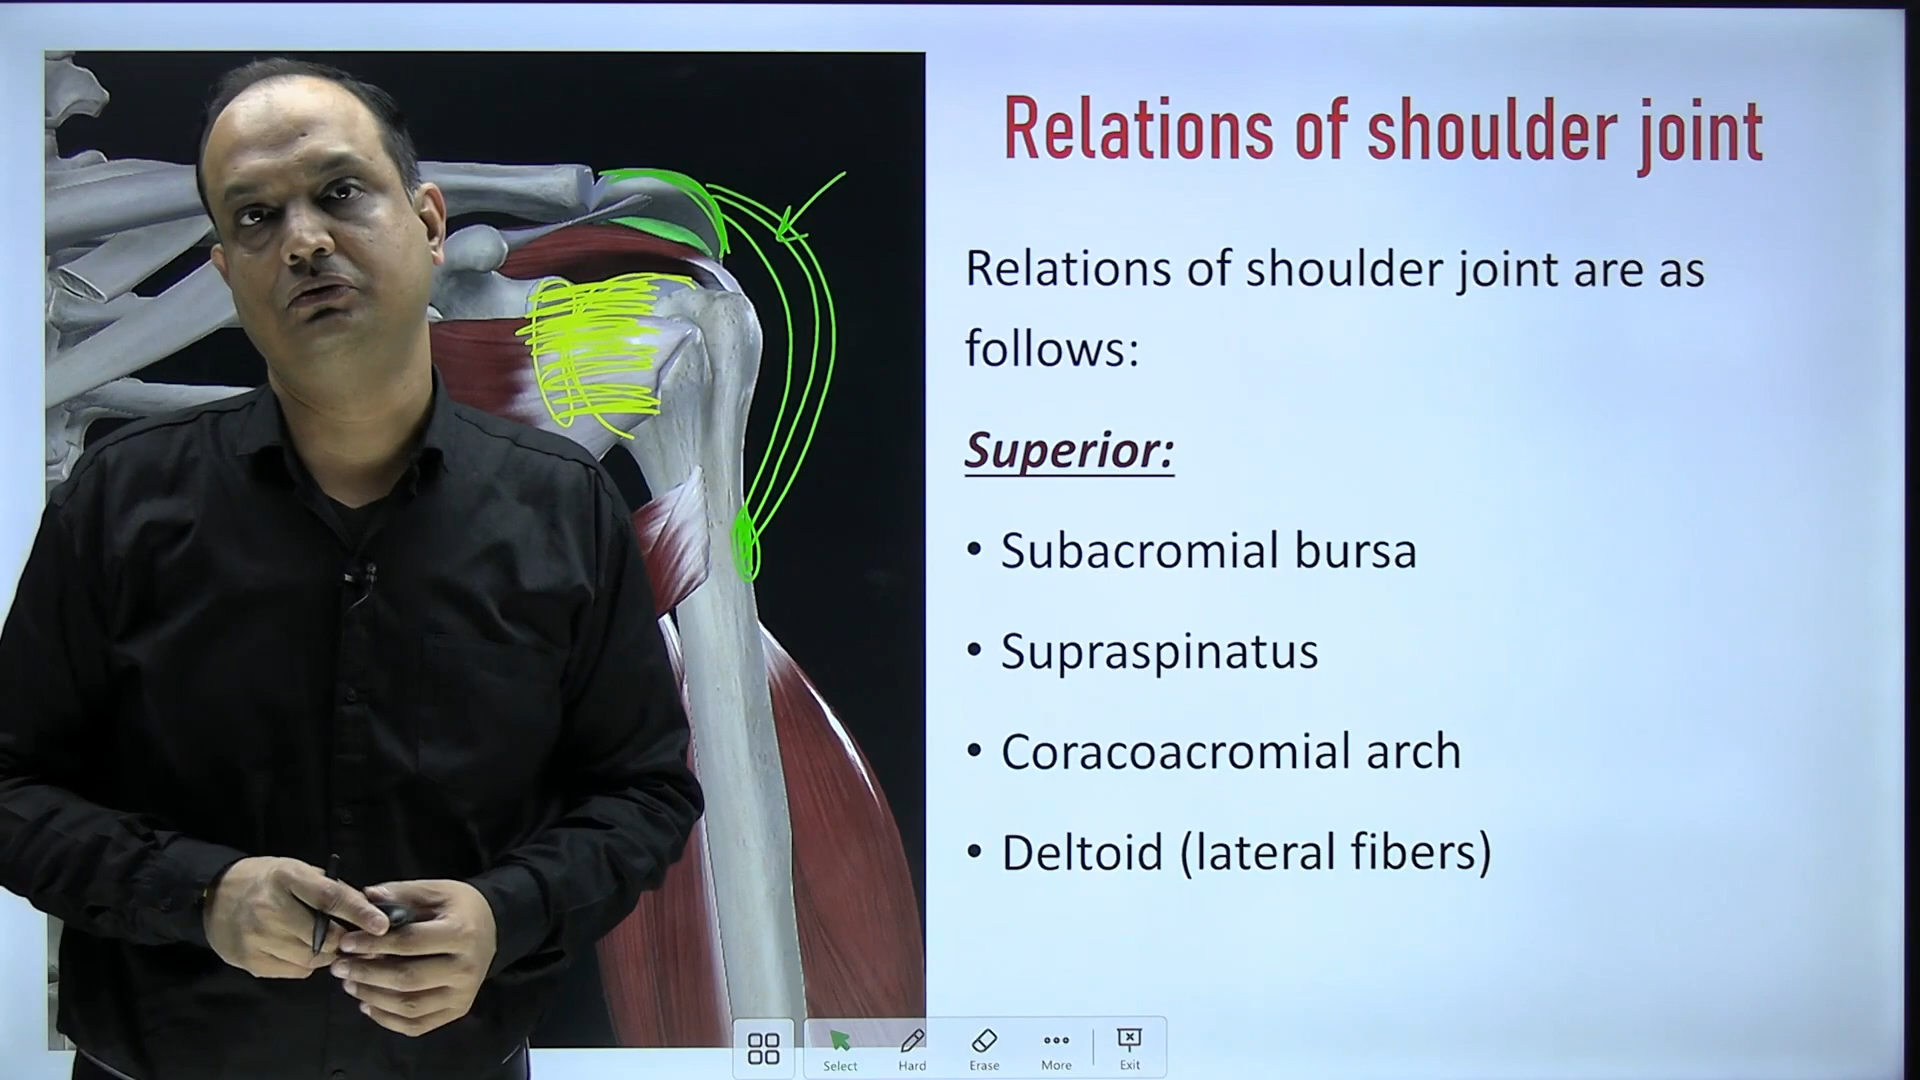 Relations of shoulder joint
Relations of shoulder joint are as
follows:
Superior:
• Subacromial bursa
• Supraspinatus
• Coracoacromial arch
• Deltoid (lateral fibers)
Select Hard Erase More Exit